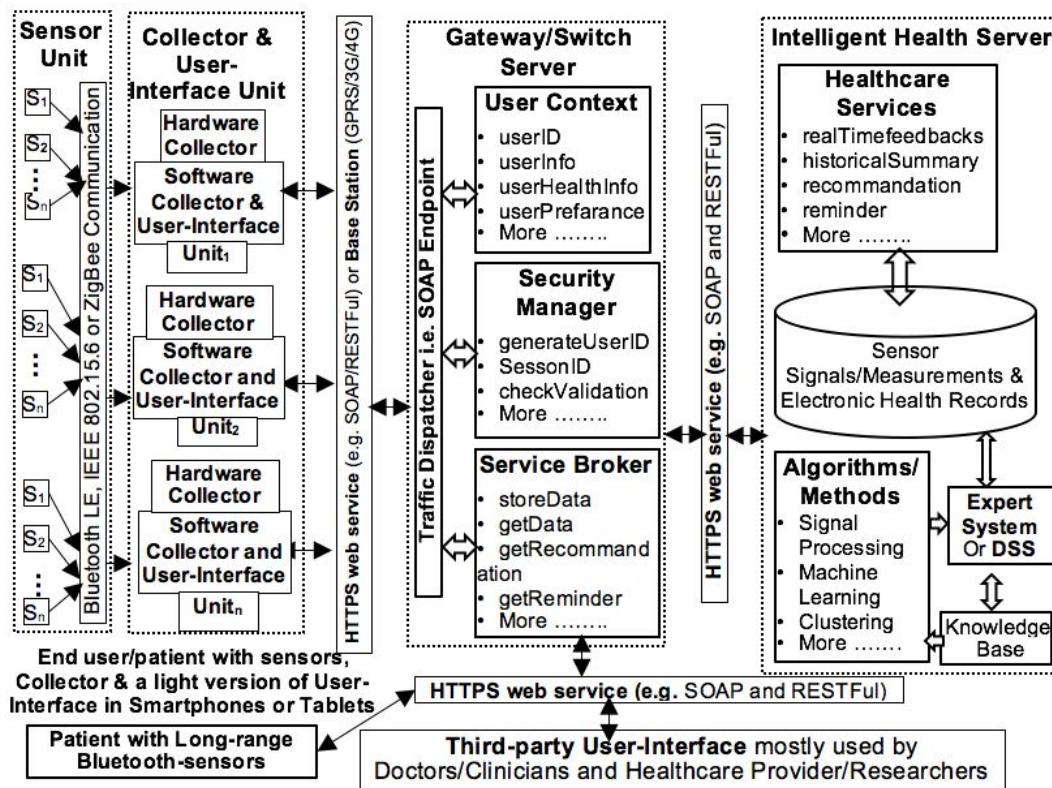 Sensor
Unit
S1
S2
Sn
S1
S2
Sn
S1
S2
Sn
Bluetooth LE, IEEE 802.15.6 or ZigBee Communication
Collector &
User-
Interface Unit
Hardware
Collector
Software
Collector &
User-Interface
Unit1
Hardware
Collector
Software
Collector and
User-Interface
Unit2
Hardware
Collector
Software
Collector and
User-Interface
Unitn
End user/patient with sensors,
Collector & a light version of User-
Interface in Smartphones or Tablets
Patient with Long-range
Bluetooth-sensors
HTTPS web service (e.g. SOAP/RESTFul) or Base Station (GPRS/3G/4G)
Gateway/Switch
Server
Traffic Dispatcher i.e. SOAP Endpoint
User Context
• userID
• userInfo
• userHealthInfo
• userPrefarance
• More ........
Security
Manager
• generateUserID
• SessonID
• checkValidation
• More ........
Service Broker
• storeData
• getData
• getRecommand
ation
• getReminder
• More ........
HTTPS web service (e.g. SOAP and RESTFul)
Third-party User-Interface mostly used by
Doctors/Clinicians and Healthcare Provider/Researchers
HTTPS web service (e.g. SOAP and RESTFul)
Intelligent Health Server
Healthcare
Services
• realTimefeedbacks
• historicalSummary
• recommandation
• reminder
• More ........
Sensor
Signals/Measurements &
Electronic Health Records
Algorithms/
Methods
• Signal
Processing
• Machine
Learning
• Clustering
• More .......
Expert
System
Or DSS
Knowledge
Base